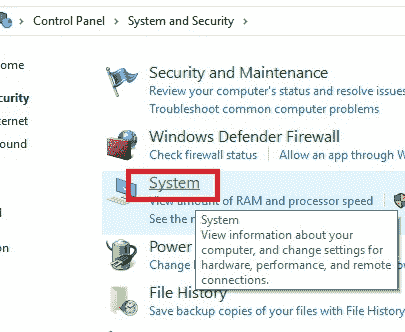 Control Panel > System and Security >
ome
Security and Maintenance
Review your computer's status and resolve issues
curity
Troubleshoot common computer problems
ernet
ound
Windows Defender Firewall
Check firewall status | Allow an app through W
System
View amount of RAM and processor speed
See the n
System
View information about your
computer, and change settings for
hardware, performance, and remote
connections.
Power
Change
File History
Save backup copies of your files with File History